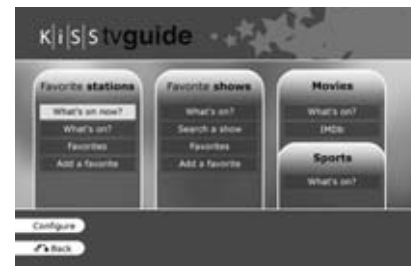 KiSS tvguide
Favorite stations
What's on now?
What's on?
Favorites
Add a favorite
Favorite shows
What's on?
Search a show
Favorites
Add a favorite
Movies
What's on?
IMDb
Sports
What's on?
Configure
Back